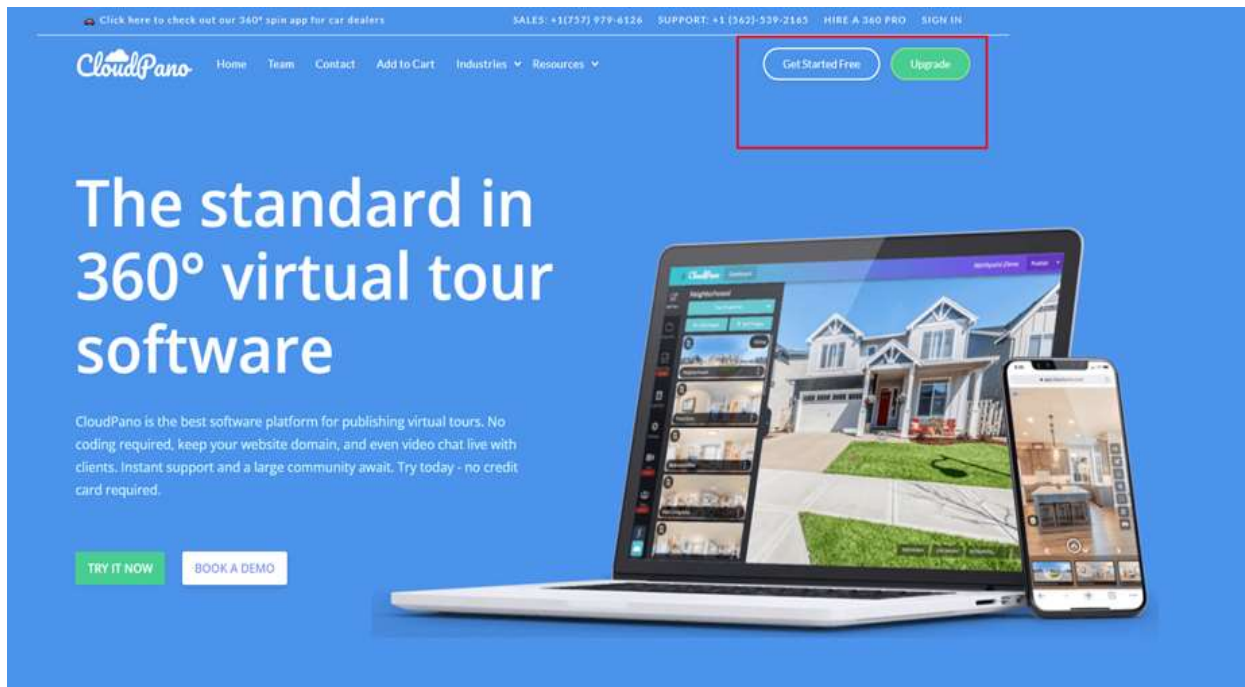 Click here to check out our 360° spin app for car dealers
SALES: +1(757) 979-6126 SUPPORT: +1 (562)-539-2165 HIRE A 360 PRO SIGN IN
CloudPano Home Team Contact Add to Cart Industries Resources
Get Started Free Upgrade
The standard in
360° virtual tour
software
CloudPano is the best software platform for publishing virtual tours. No
coding required, keep your website domain, and even video chat live with
clients. Instant support and a large community await. Try today - no credit
card required.
TRY IT NOW BOOK A DEMO
CloudPano Dashboard
Neighborhood